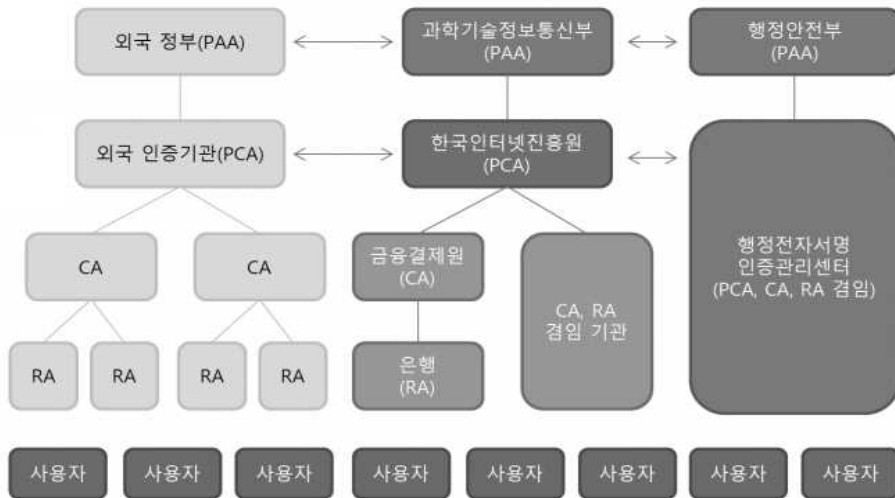 외국 정부(PAA)
과학기술정보통신부
(PAA)
행정안전부
(PAA)
외국 인증기관(PCA)
한국인터넷진흥원
(PCA)
행정전자서명
인증관리센터
(PCA, CA, RA 겸임)
CA
CA
금융결제원
(CA)
CA, RA
겸임 기관
RA
RA
RA
RA
은행
(RA)
사용자
사용자
사용자
사용자
사용자
사용자
사용자
사용자